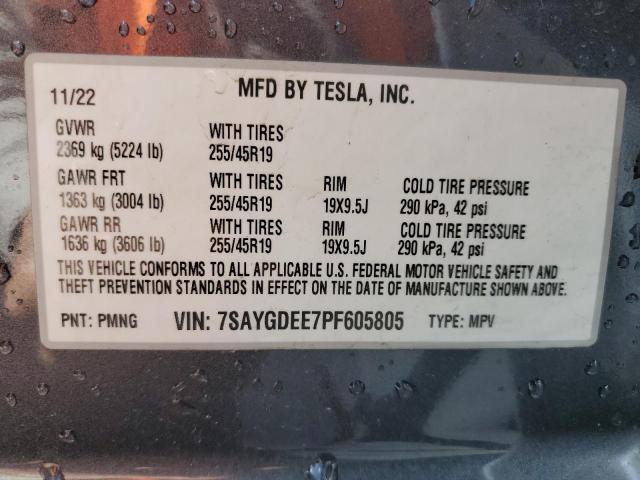 11/22 MFD BY TESLA, INC.
GVWR WITH TIRES
2369 kg (5224 lb) 255/45R19
GAWR FRT WITH TIRES RIM COLD TIRE PRESSURE
1363 kg (3004 lb) 255/45R19 19X9.5J 290 kPa, 42 psi
GAWR RR WITH TIRES RIM COLD TIRE PRESSURE
1636 kg (3606 lb) 255/45R19 19X9.5J 290 kPa, 42 psi
THIS VEHICLE CONFORMS TO ALL APPLICABLE U.S. FEDERAL MOTOR VEHICLE SAFETY AND
THEFT PREVENTION STANDARDS IN EFFECT ON THE DATE OF MANUFACTURE SHOWN ABOVE.
PNT: PMNG VIN: 7SAYGDEE7PF605805 TYPE: MPV